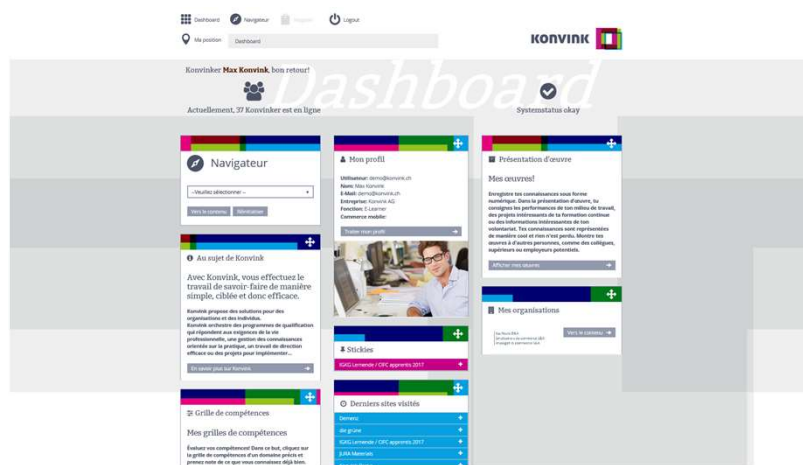 Dashboard
Navigateur
Logout
Ma position
Dashboard
KONVINK
Konvinker Max Konvink, bon retour!
Dashboard
Actuellement, 37 Konvinker est en ligne
Systemstatus okay
Navigateur
- Veuillez sélectionner -
Vers le contenu
Réinitialiser
Au sujet de Konvink
Avec Konvink, vous effectuez le
travail de savoir-faire de manière
simple, ciblée et donc efficace.
Konvink propose des solutions pour des
organisations et des individus.
Konvink orchestre des programmes de qualification
qui répondent aux exigences de la vie
professionnelle, une gestion des connaissances
orientée sur la pratique, un travail de direction
efficace ou des projets pour implémenter...
En savoir plus sur Konvink
Grille de compétences
Mes grilles de compétences
Évaluez vos compétences! Dans ce but, cliquez sur
la grille de compétences d'un domaine précis et
prenez note de ce que vous connaissez déjà bien.
Mon profil
Utilisateur: demo@konvink.ch
Nom: Max Konvink
E-Mail: demo@konvink.ch
Entreprise: Konvink AG
Fonction: E-Learner
Commerce mobile:
Traiter mon profil
Stickies
IGKG Lernende / CIFC apprentis 2017
Derniers sites visités
Demenz
die grüne
IGKG Lernende / CIFC apprentis 2017
JURA Materials
Présentation d'œuvre
Mes œuvres!
Enregistre tes connaissances sous forme
numérique. Dans la présentation d'œuvre, tu
consignes les performances de ton milieu de travail,
des projets intéressants de ta formation continue
ou des informations intéressantes de ton
volontariat. Tes connaissances sont représentées
de manière cool et rien n'est perdu. Montre tes
œuvres à d'autres personnes, comme des collègues,
supérieurs ou employeurs potentiels.
Afficher mes œuvres
Mes organisations
Vers le contenu